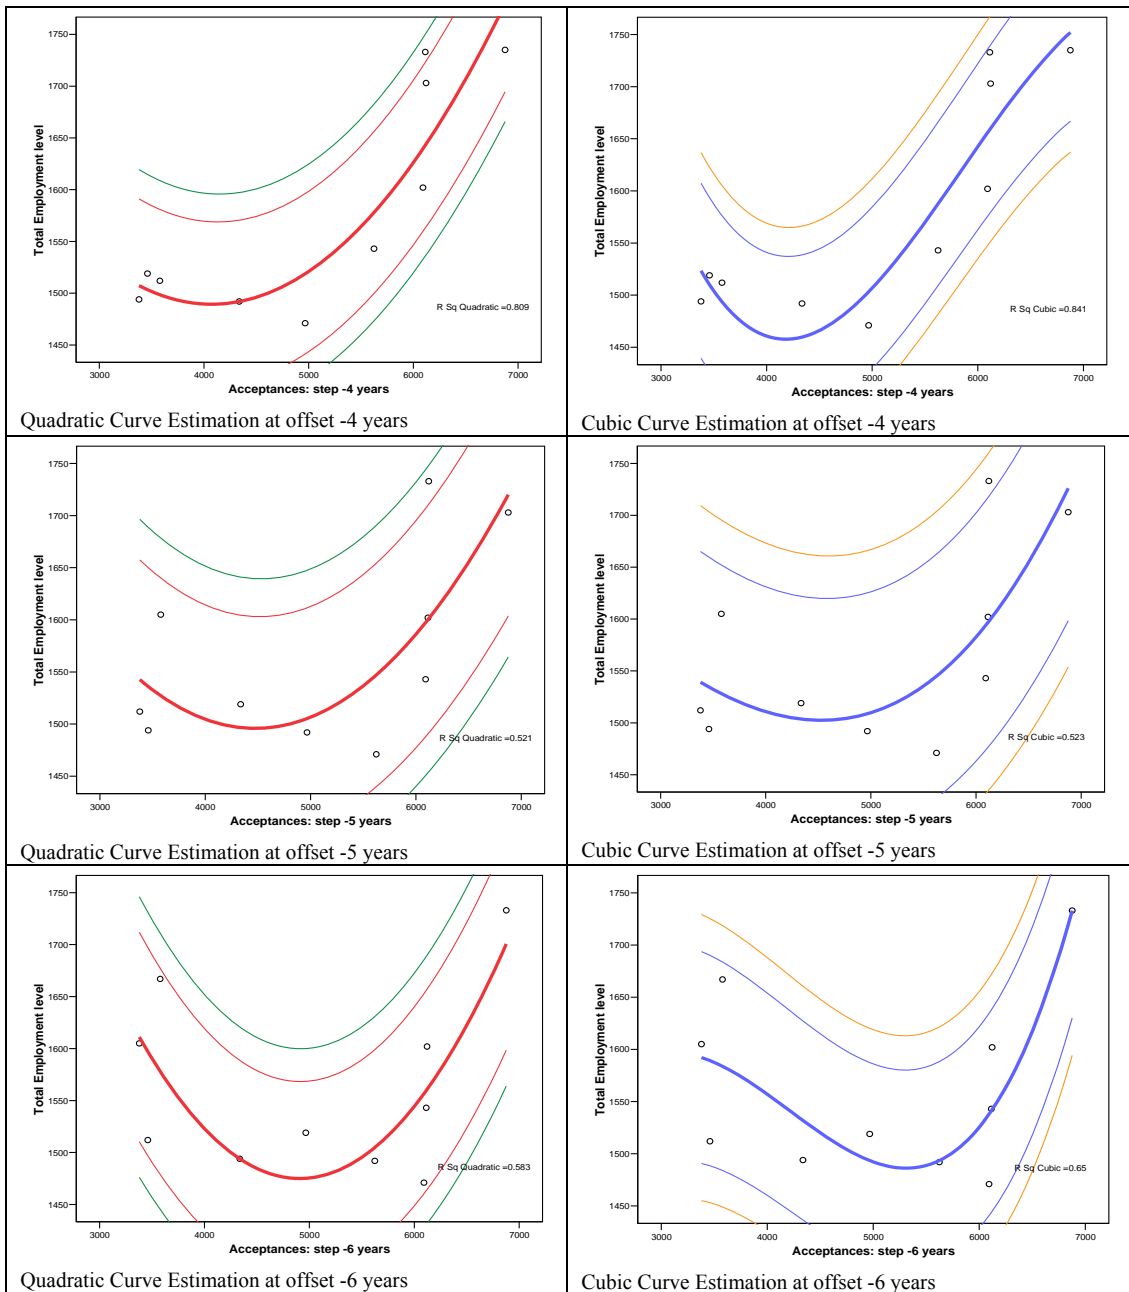 Total Employment level
1750
1700
1650
1600
1550
1500
1450
R Sq Quadratic =0.809
3000 4000 5000 6000 7000
Acceptances: step -4 years
Quadratic Curve Estimation at offset -4 years
Total Employment level
1750
1700
1650
1600
1550
1500
1450
R Sq Cubic =0.841
3000 4000 5000 6000 7000
Acceptances: step -4 years
Cubic Curve Estimation at offset -4 years
Total Employment level
1750
1700
1650
1600
1550
1500
1450
R Sq Quadratic =0.521
3000 4000 5000 6000 7000
Acceptances: step -5 years
Quadratic Curve Estimation at offset -5 years
Total Employment level
1750
1700
1650
1600
1550
1500
1450
R Sq Cubic =0.523
3000 4000 5000 6000 7000
Acceptances: step -5 years
Cubic Curve Estimation at offset -5 years
Total Employment level
1750
1700
1650
1600
1550
1500
1450
R Sq Quadratic =0.583
3000 4000 5000 6000 7000
Acceptances: step -6 years
Quadratic Curve Estimation at offset -6 years
Total Employment level
1750
1700
1650
1600
1550
1500
1450
R Sq Cubic =0.65
3000 4000 5000 6000 7000
Acceptances: step -6 years
Cubic Curve Estimation at offset -6 years